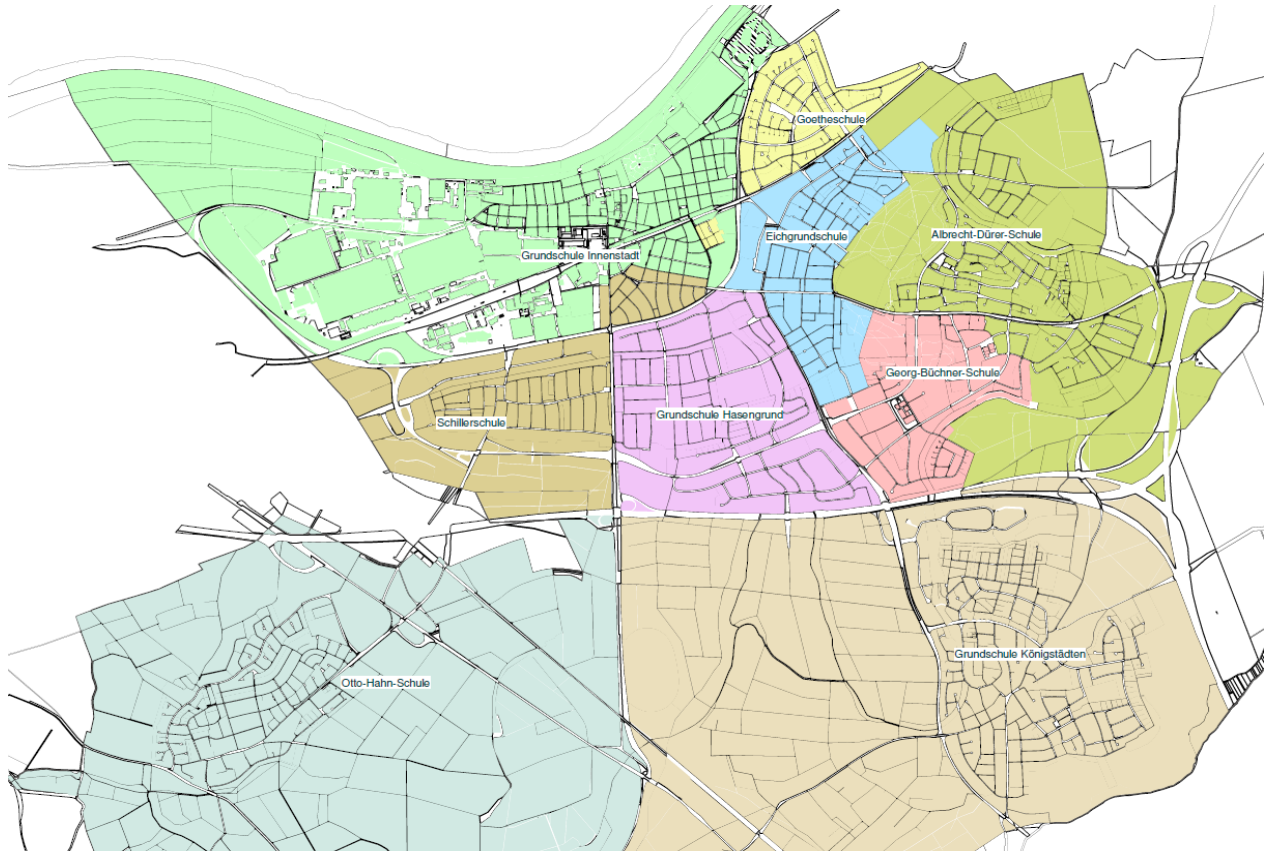 Goetheschule
Eichgrundschule
Albrecht-Dürer-Schule
Grundschule Innenstadt
Georg-Büchner-Schule
Grundschule Hasengrund
Schillerschule
Grundschule Königstädten
Otto-Hahn-Schule